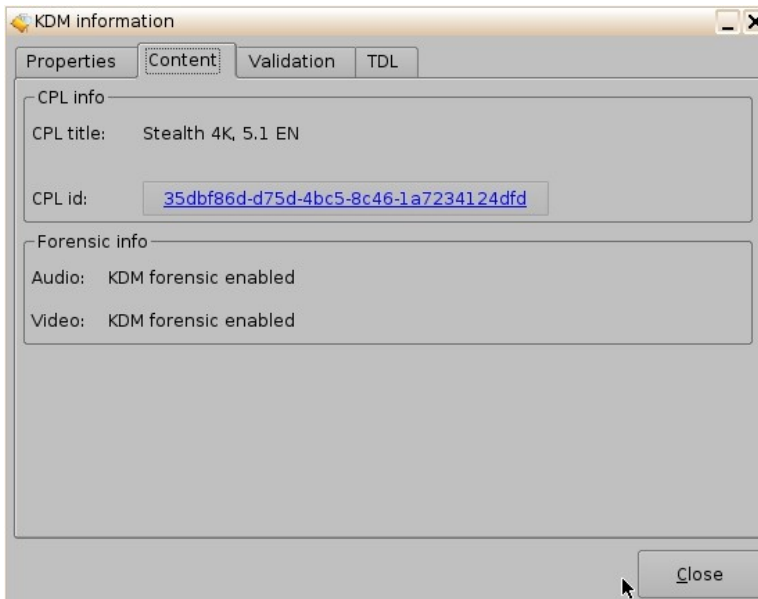 KDM information
Properties Content Validation TDL
CPL info
CPL title: Stealth 4K, 5.1 EN
CPL id: 35dbf86d-d75d-4bc5-8c46-1a7234124dfd
Forensic info
Audio: KDM forensic enabled
Video: KDM forensic enabled
Close